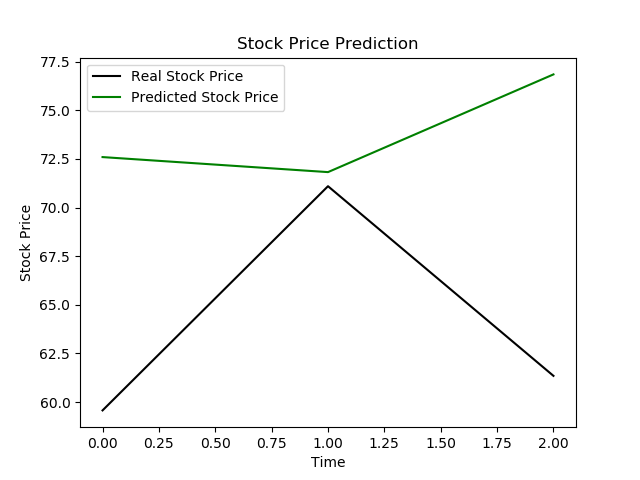 Stock Price Prediction
Real Stock Price
Predicted Stock Price
Stock Price
77.5
75.0
72.5
70.0
67.5
65.0
62.5
60.0
0.00 0.25 0.50 0.75 1.00 1.25 1.50 1.75 2.00
Time